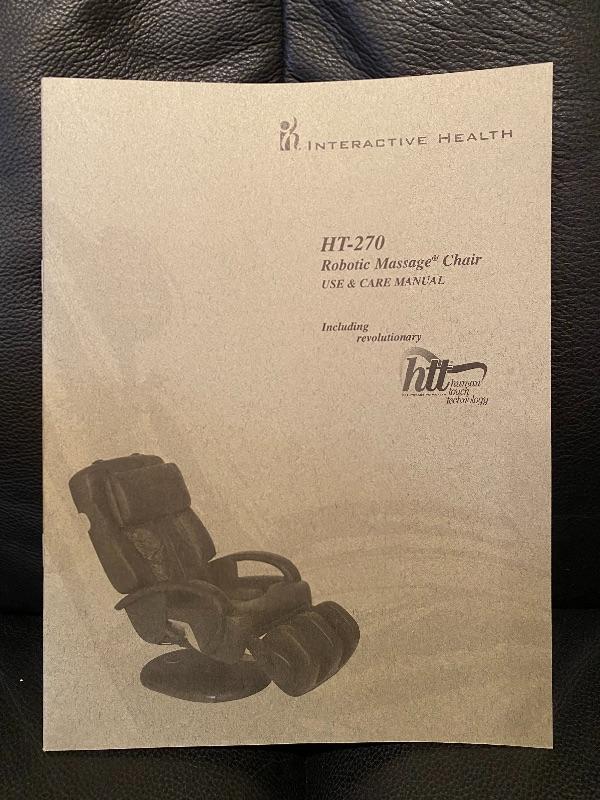 INTERACTIVE HEALTH
HT-270
Robotic Massage® Chair
USE & CARE MANUAL
Including
revolutionary
htt
human
touch
technology